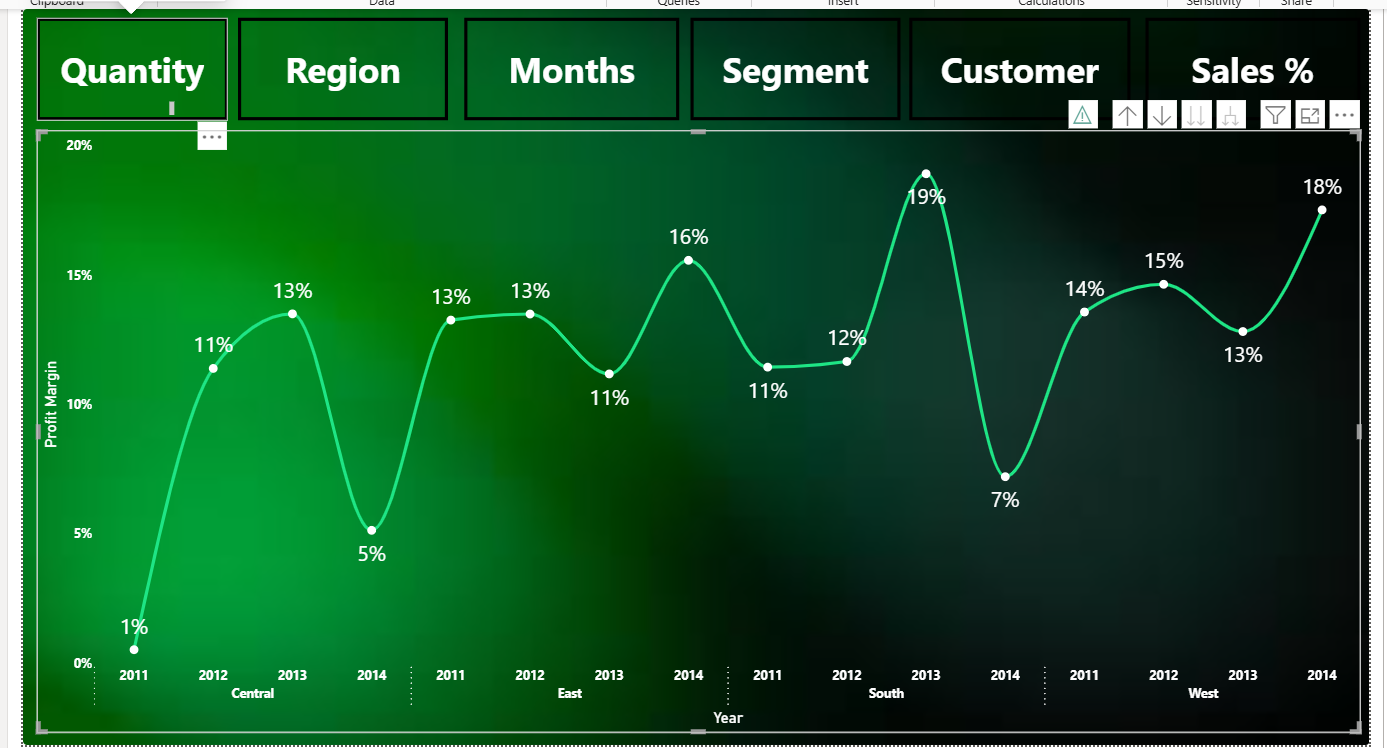 Clipboard Data Queries Insert Calculations Sensitivity Share
Quantity Region Months Segment Customer Sales %
20%
15%
10%
5%
0%
Profit Margin
1% 11% 13% 5% 13% 13% 11% 16% 11% 12% 19% 7% 14% 15% 13% 18%
2011 2012 2013 2014 2011 2012 2013 2014 2011 2012 2013 2014 2011 2012 2013 2014
Central East South West
Year